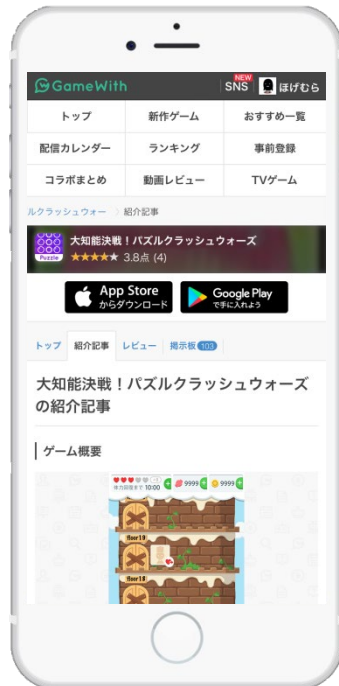 GameWith
NEW
SNS
ほげむら
トップ
新作ゲーム
おすすめ一覧
配信カレンダー
ランキング
事前登録
コラボまとめ
動画レビュー
TVゲーム
ルクラッシュウォー
紹介記事
Puzzle
大知能決戦！パズルクラッシュウォーズ
★★★★★ 3.8点 (4)
App Store
からダウンロード
Google Play
で手に入れよう
トップ
紹介記事
レビュー
掲示板 103
大知能決戦！パズルクラッシュウォーズ
の紹介記事
ゲーム概要
10:00
9999
9999
floor19
floor18